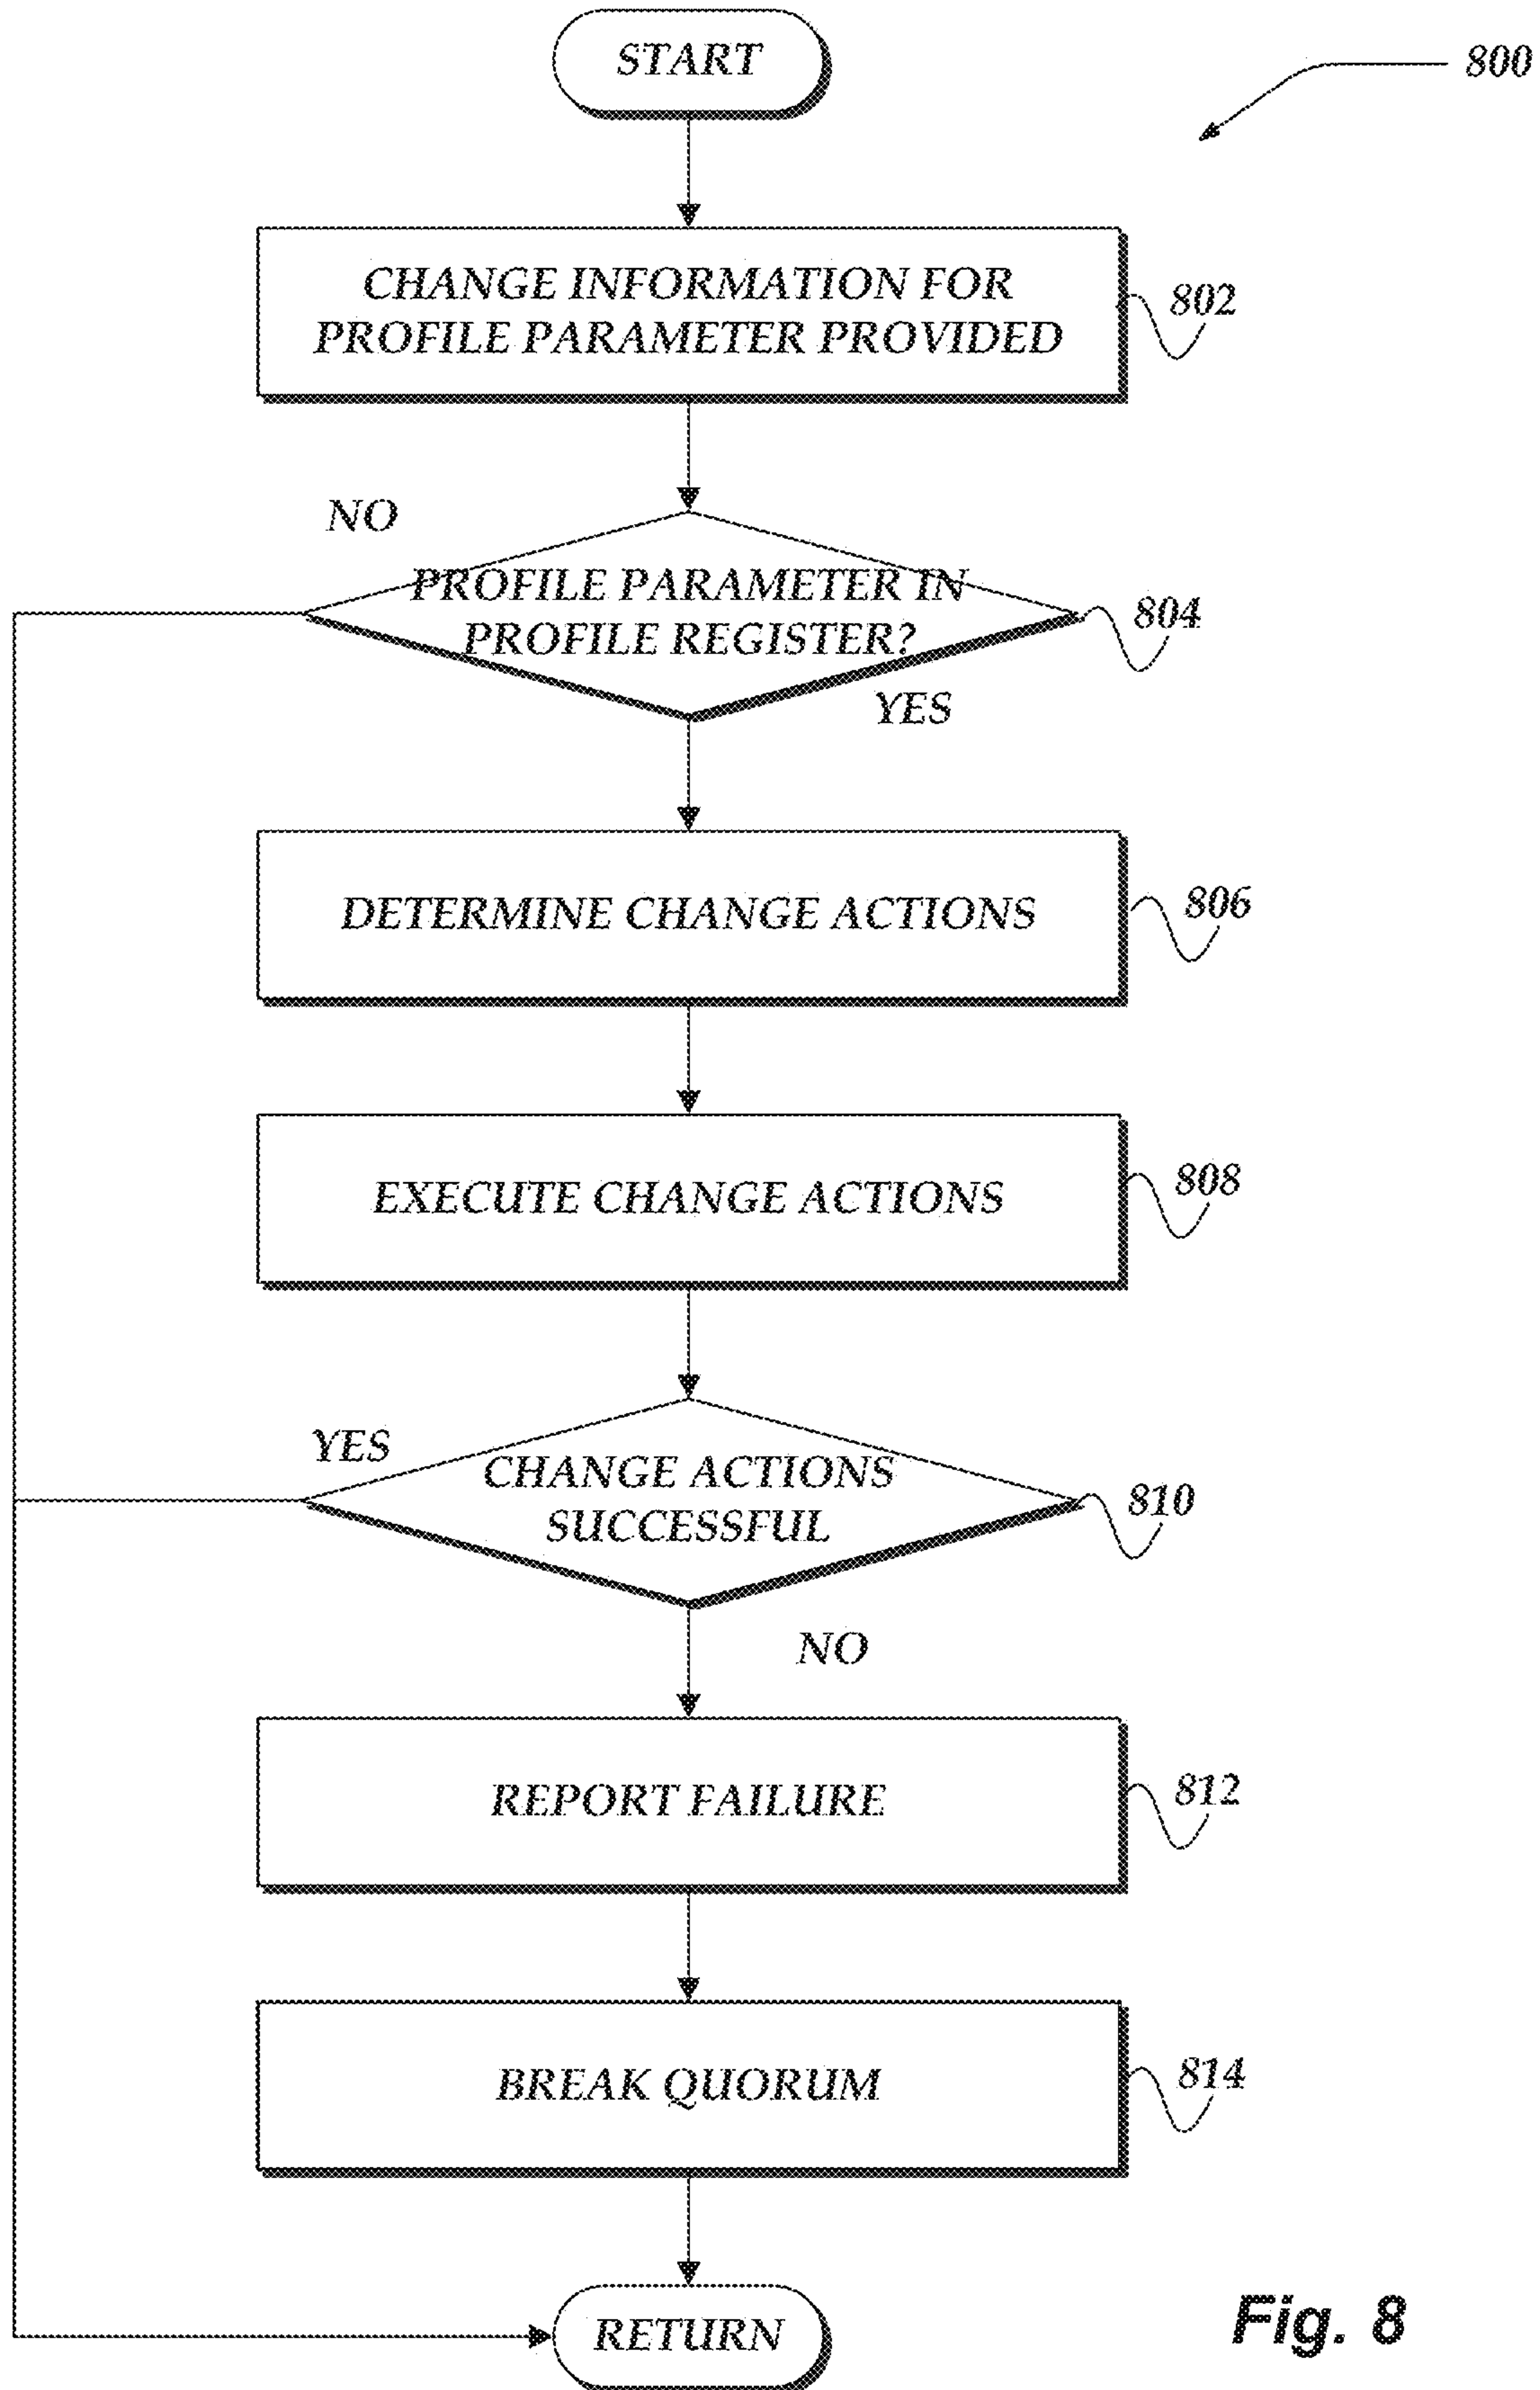 START
800
CHANGE INFORMATION FOR
PROFILE PARAMETER PROVIDED
802
NO
PROFILE PARAMETER IN
PROFILE REGISTER?
804
YES
DETERMINE CHANGE ACTIONS
806
EXECUTE CHANGE ACTIONS
808
YES
CHANGE ACTIONS
SUCCESSFUL
810
NO
REPORT FAILURE
812
BREAK QUORUM
814
RETURN
Fig. 8